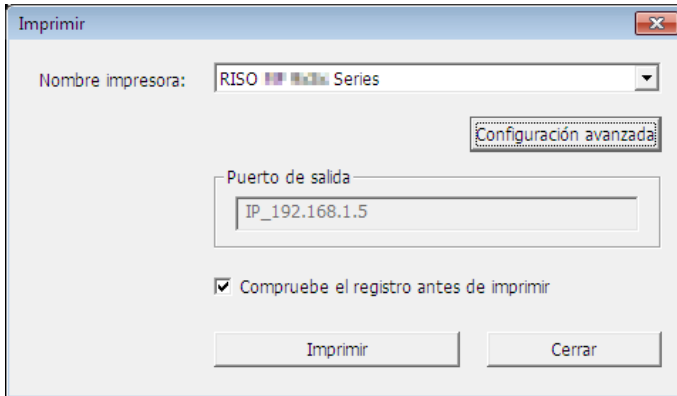 Imprimir
Nombre impresora:
RISO Series
Configuración avanzada
Puerto de salida
IP_192.168.1.5
Compruebe el registro antes de imprimir
Imprimir
Cerrar